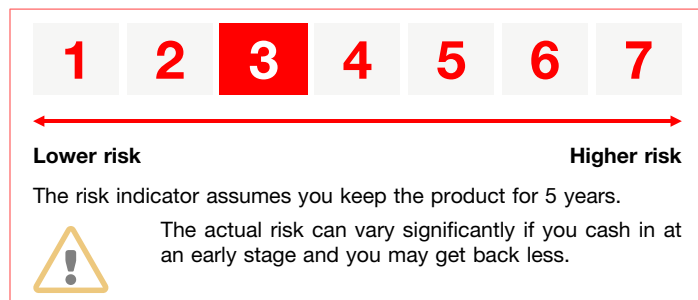 1 2 3 4 5 6 7
Lower risk Higher risk
The risk indicator assumes you keep the product for 5 years.
The actual risk can vary significantly if you cash in at
an early stage and you may get back less.